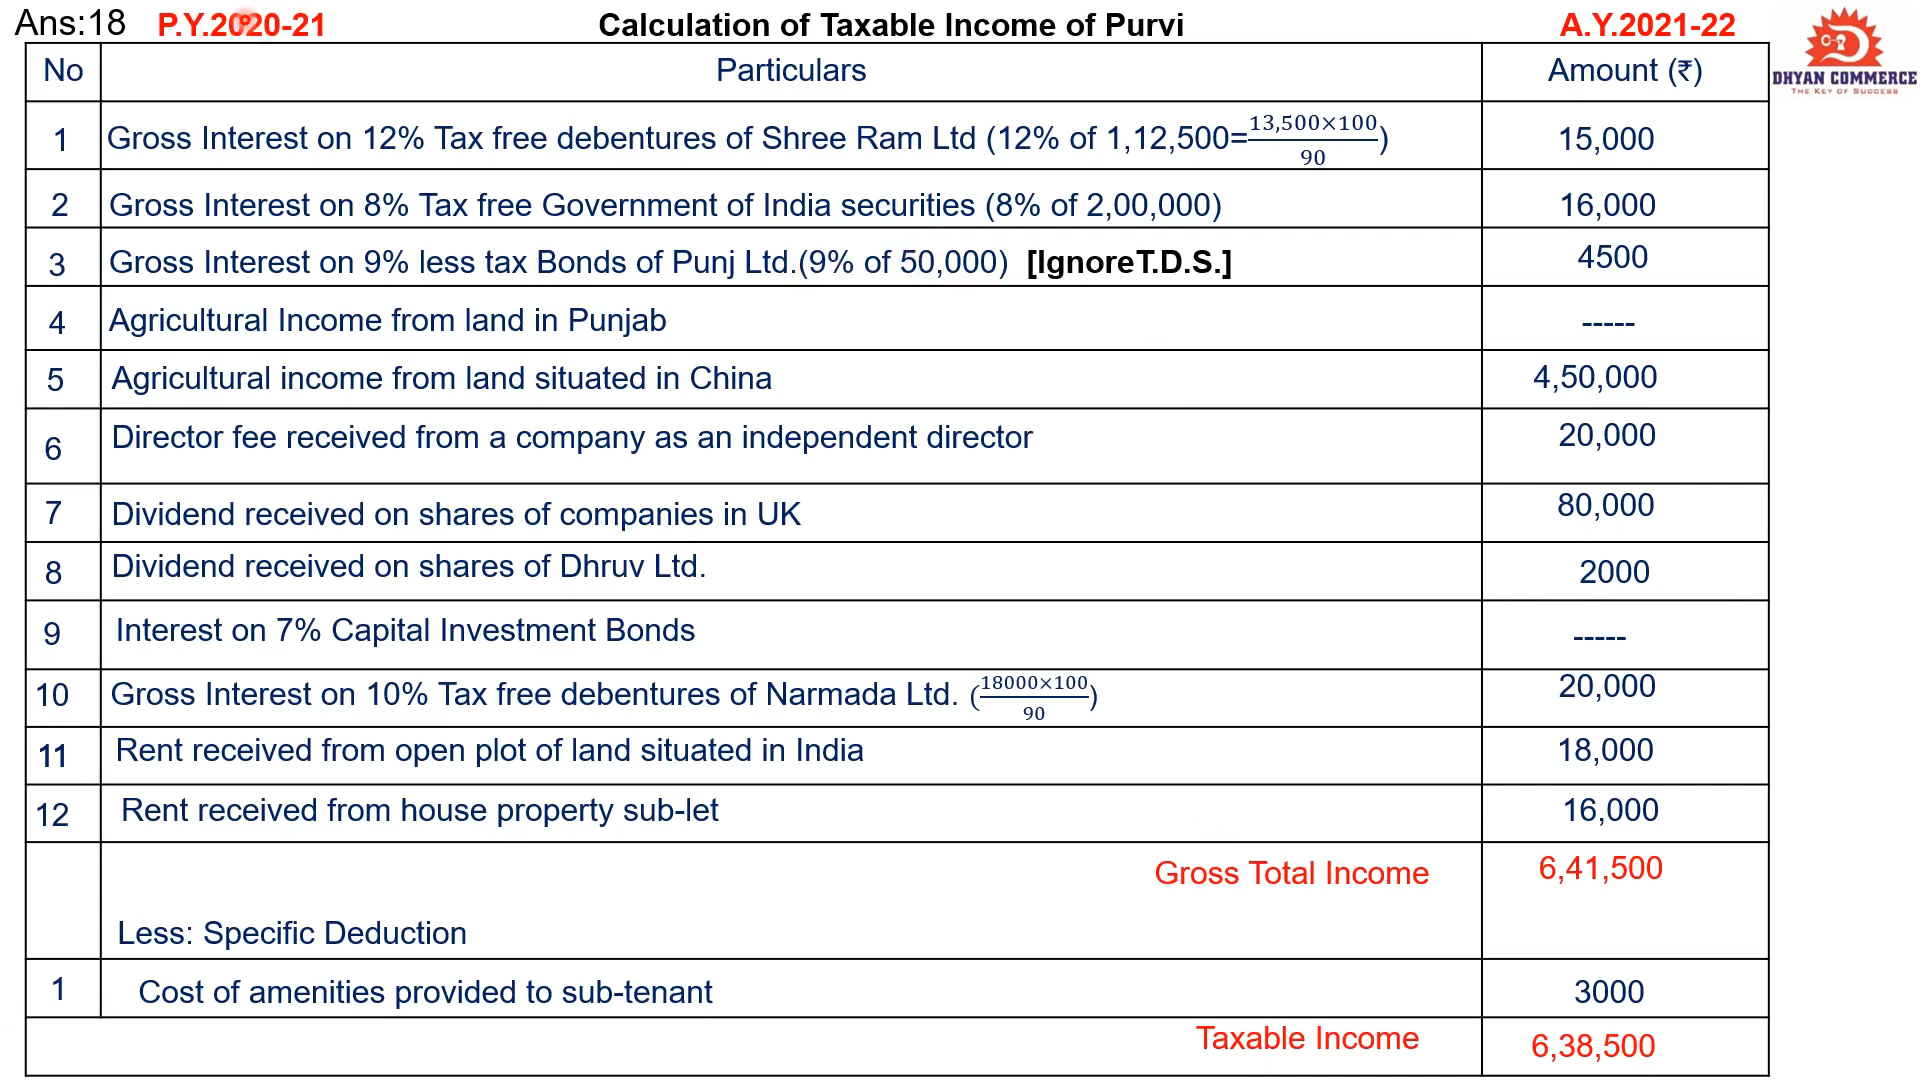 Ans:18 P.Y.2020-21 Calculation of Taxable Income of Purvi A.Y.2021-22
DHYAN COMMERCE
THE KEY OF SUCCESS
No Particulars Amount (₹)
1 Gross Interest on 12% Tax free debentures of Shree Ram Ltd (12% of 1,12,500=13,500×100/90) 15,000
2 Gross Interest on 8% Tax free Government of India securities (8% of 2,00,000) 16,000
3 Gross Interest on 9% less tax Bonds of Punj Ltd.(9% of 50,000) [IgnoreT.D.S.] 4500
4 Agricultural Income from land in Punjab -----
5 Agricultural income from land situated in China 4,50,000
6 Director fee received from a company as an independent director 20,000
7 Dividend received on shares of companies in UK 80,000
8 Dividend received on shares of Dhruv Ltd. 2000
9 Interest on 7% Capital Investment Bonds -----
10 Gross Interest on 10% Tax free debentures of Narmada Ltd. (18000×100/90) 20,000
11 Rent received from open plot of land situated in India 18,000
12 Rent received from house property sub-let 16,000
Gross Total Income 6,41,500
Less: Specific Deduction
1 Cost of amenities provided to sub-tenant 3000
Taxable Income 6,38,500